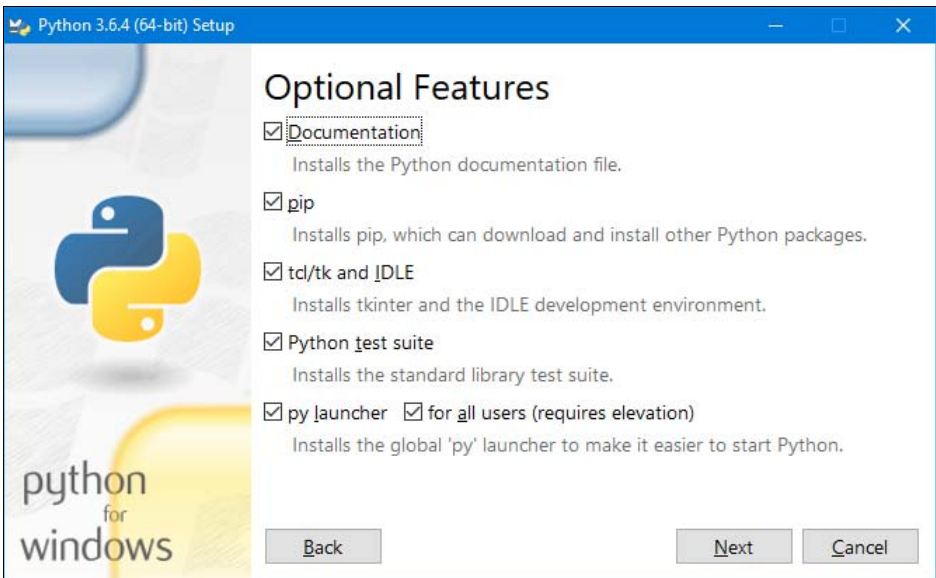 Python 3.6.4 (64-bit) Setup
Optional Features
Documentation
Installs the Python documentation file.
pip
Installs pip, which can download and install other Python packages.
tcl/tk and IDLE
Installs tkinter and the IDLE development environment.
Python test suite
Installs the standard library test suite.
py launcher for all users (requires elevation)
Installs the global 'py' launcher to make it easier to start Python.
python
for
windows
Back Next Cancel